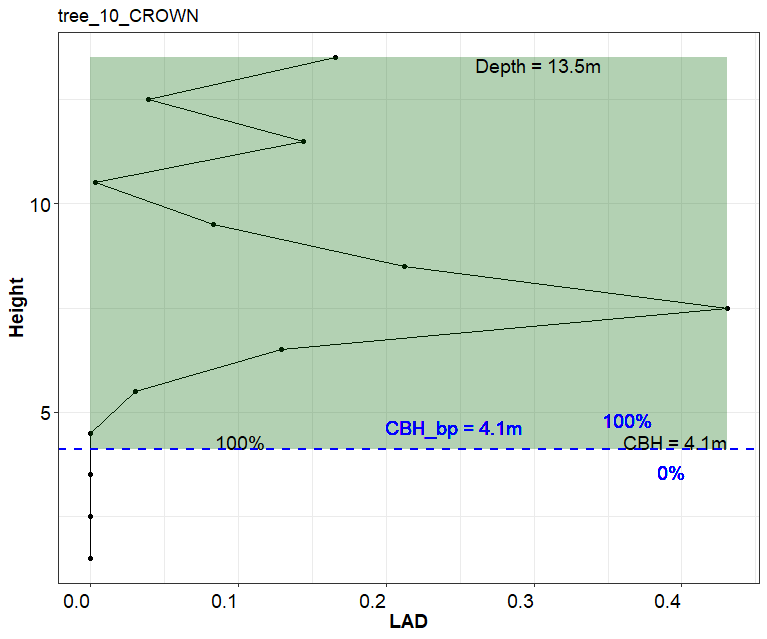 tree_10_CROWN
Depth = 13.5m
10
Height
5
100%
CBH_bp = 4.1m
100%
CBH = 4.1m
0%
0.0 0.1 0.2 0.3 0.4
LAD